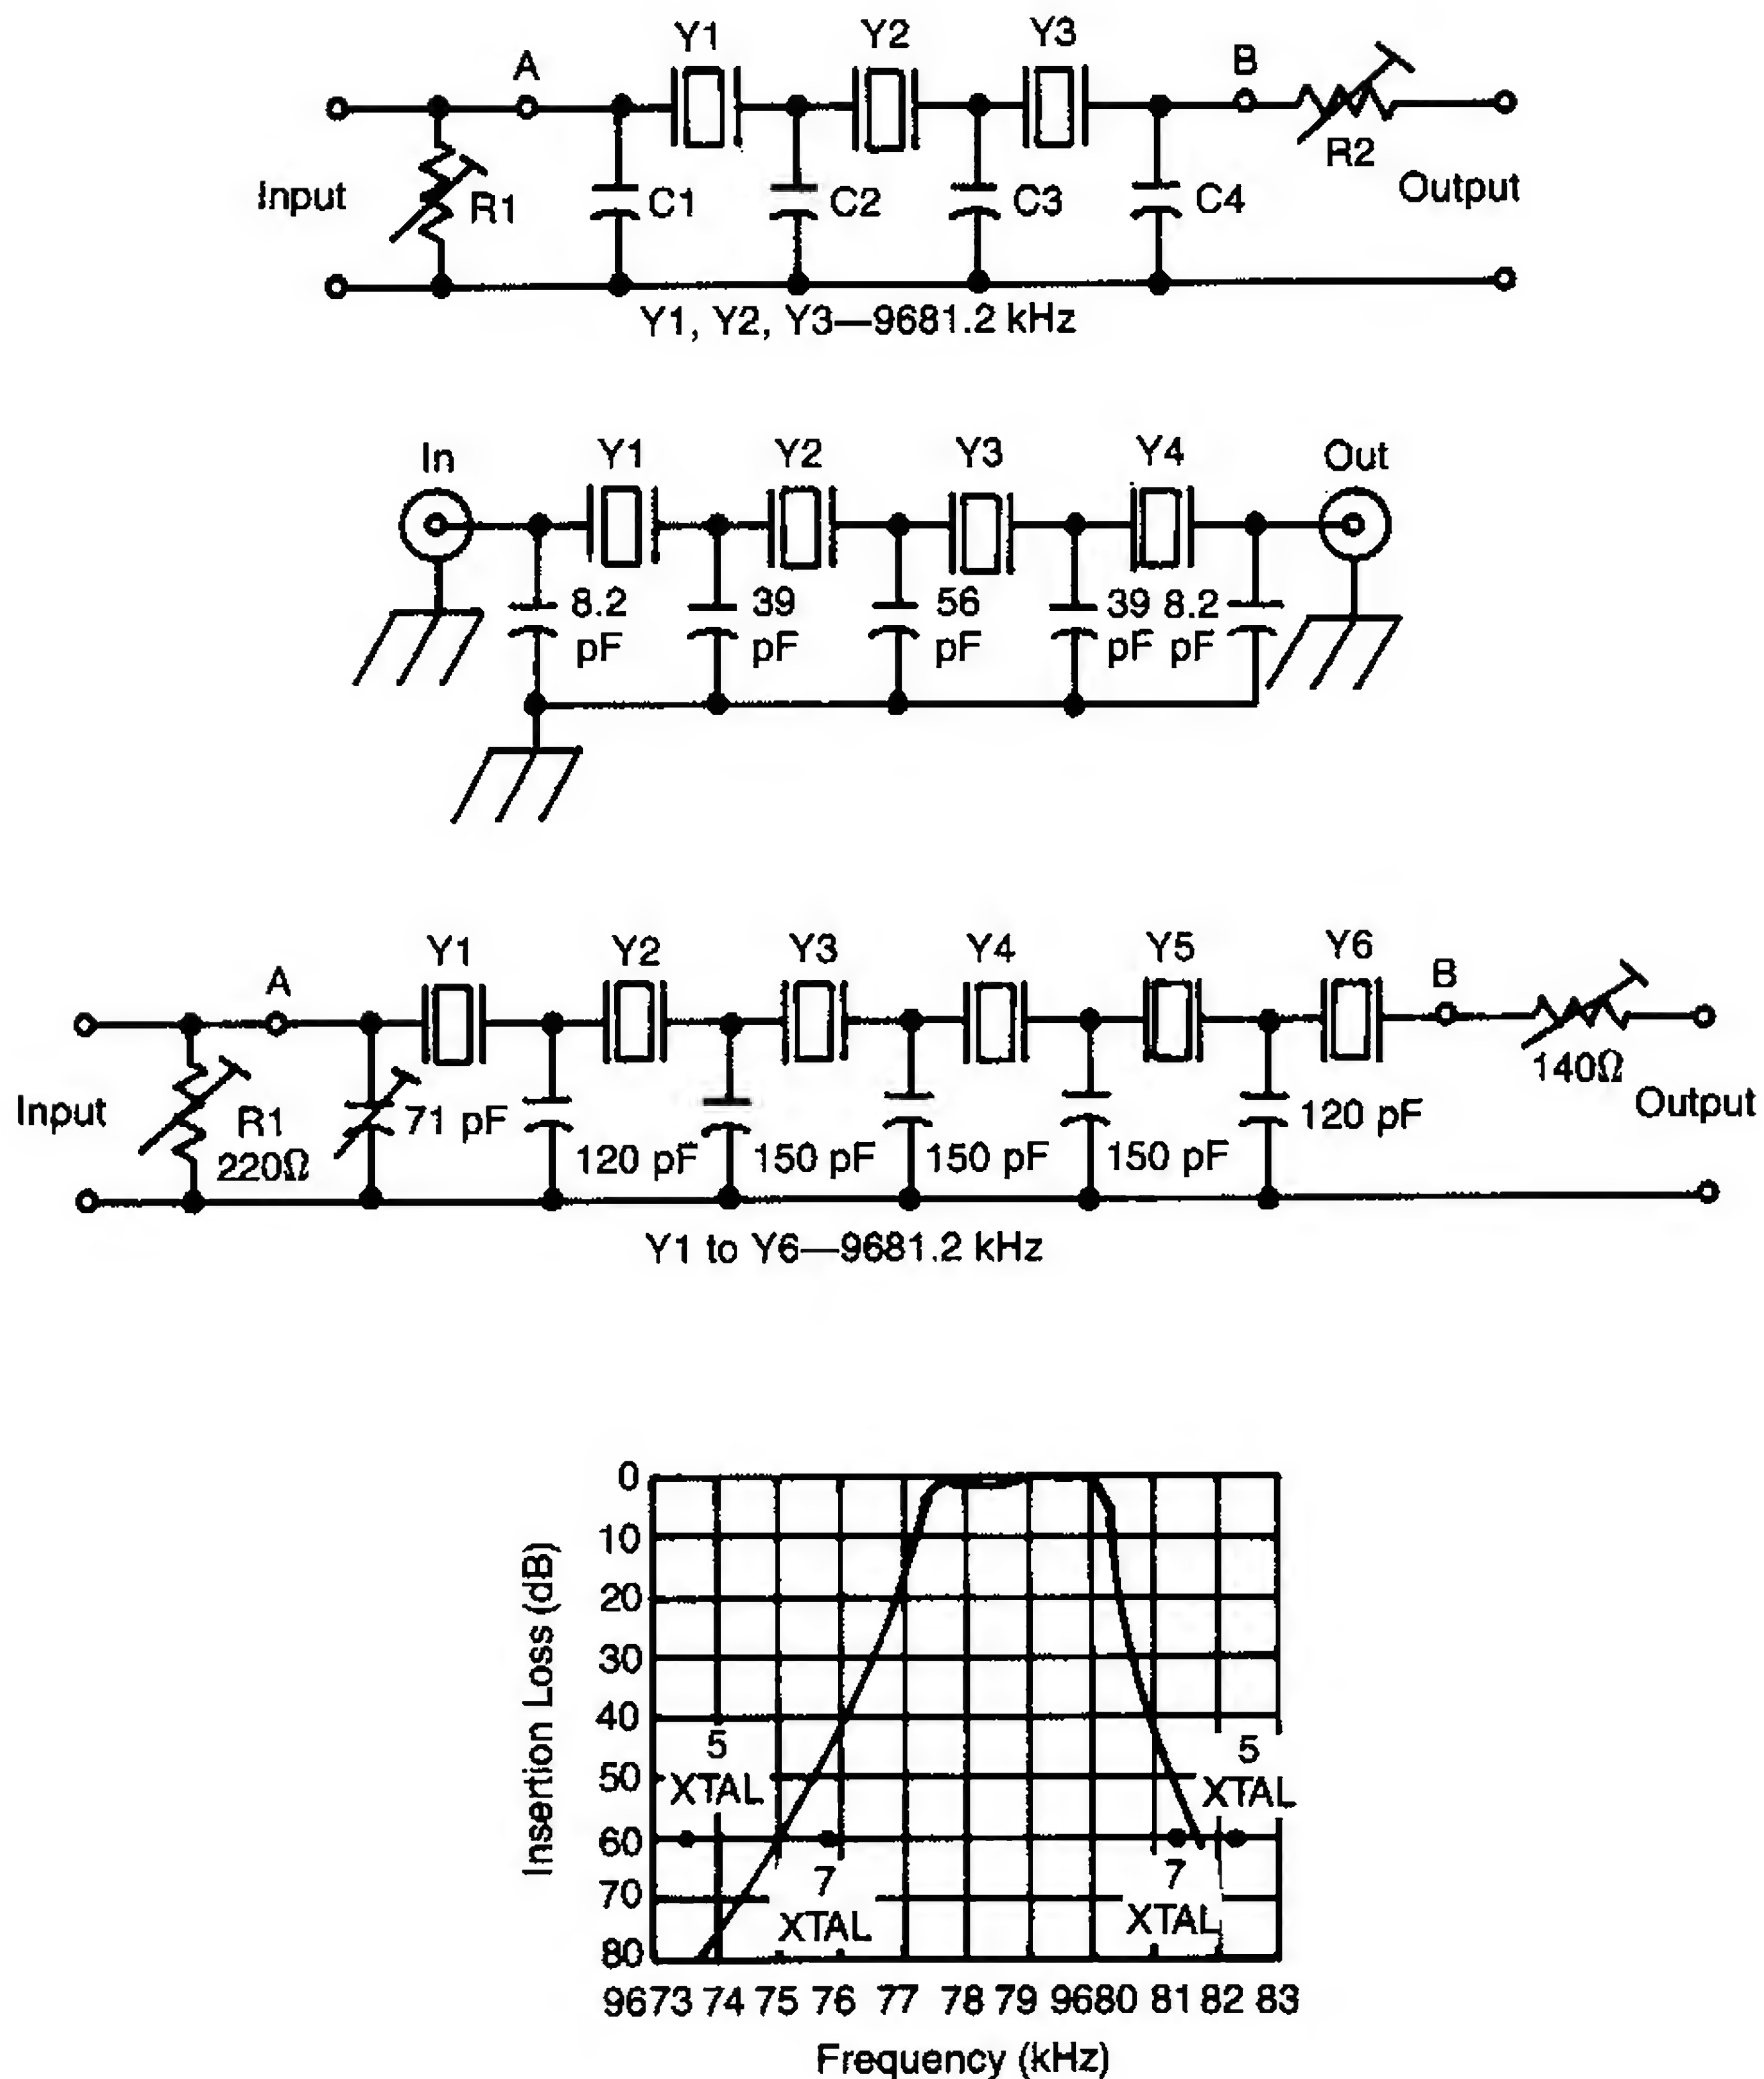 Y1 Y2 Y3
A B
R2
Input R1 C1 C2 C3 C4 Output
Y1, Y2, Y3—9681.2 kHz
In Y1 Y2 Y3 Y4 Out
8.2 pF
39 pF
56 pF
39 pF
8.2 pF
Y1 Y2 Y3 Y4 Y5 Y6
A B
140Ω
Input
R1
220Ω
71 pF
120 pF
150 pF
150 pF
150 pF
120 pF
Output
Y1 to Y6—9681.2 kHz
Insertion Loss (dB)
0
10
20
30
40
50
60
70
80
5
XTAL
5
XTAL
7
XTAL
7
XTAL
9673 74 75 76 77 78 79 9680 81 82 83
Frequency (kHz)